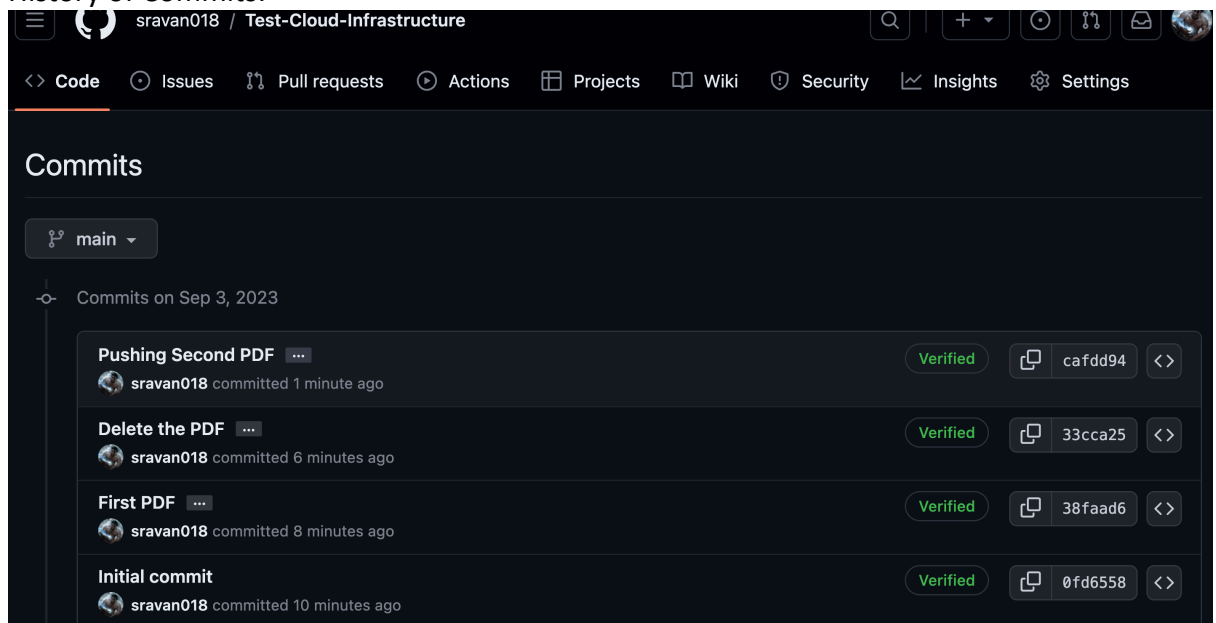 History of Commits:
sravan018 / Test-Cloud-Infrastructure
Code Issues Pull requests Actions Projects Wiki Security Insights Settings
Commits
main
Commits on Sep 3, 2023
Pushing Second PDF ...
Verified cafdd94
sravan018 committed 1 minute ago
Delete the PDF ...
Verified 33cca25
sravan018 committed 6 minutes ago
First PDF ...
Verified 38faad6
sravan018 committed 8 minutes ago
Initial commit
Verified 0fd6558
sravan018 committed 10 minutes ago